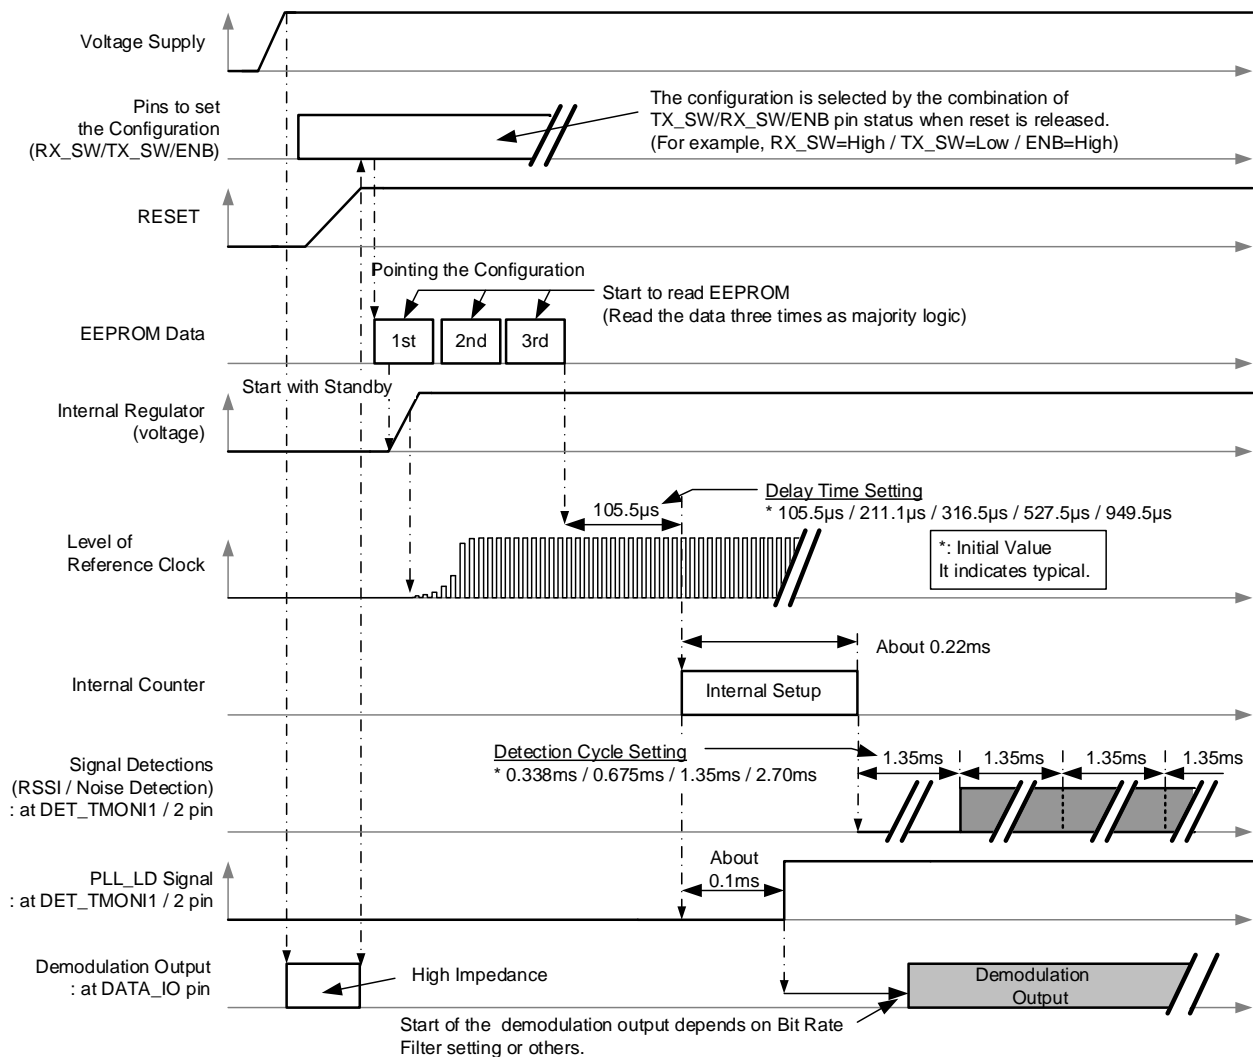 Voltage Supply
Pins to set
the Configuration
(RX_SW/TX_SW/ENB)
The configuration is selected by the combination of
TX_SW/RX_SW/ENB pin status when reset is released.
(For example, RX_SW=High / TX_SW=Low / ENB=High)
RESET
Pointing the Configuration
Start to read EEPROM
(Read the data three times as majority logic)
EEPROM Data
1st
2nd
3rd
Start with Standby
Internal Regulator
(voltage)
105.5µs
Delay Time Setting
* 105.5µs / 211.1µs / 316.5µs / 527.5µs / 949.5µs
Level of
Reference Clock
*: Initial Value
It indicates typical.
About 0.22ms
Internal Counter
Internal Setup
Detection Cycle Setting
* 0.338ms / 0.675ms / 1.35ms / 2.70ms
1.35ms
1.35ms
1.35ms
1.35ms
Signal Detections
(RSSI / Noise Detection)
: at DET_TMONI1 / 2 pin
About
0.1ms
PLL_LD Signal
: at DET_TMONI1 / 2 pin
Demodulation Output
: at DATA_IO pin
High Impedance
Demodulation
Output
Start of the demodulation output depends on Bit Rate
Filter setting or others.